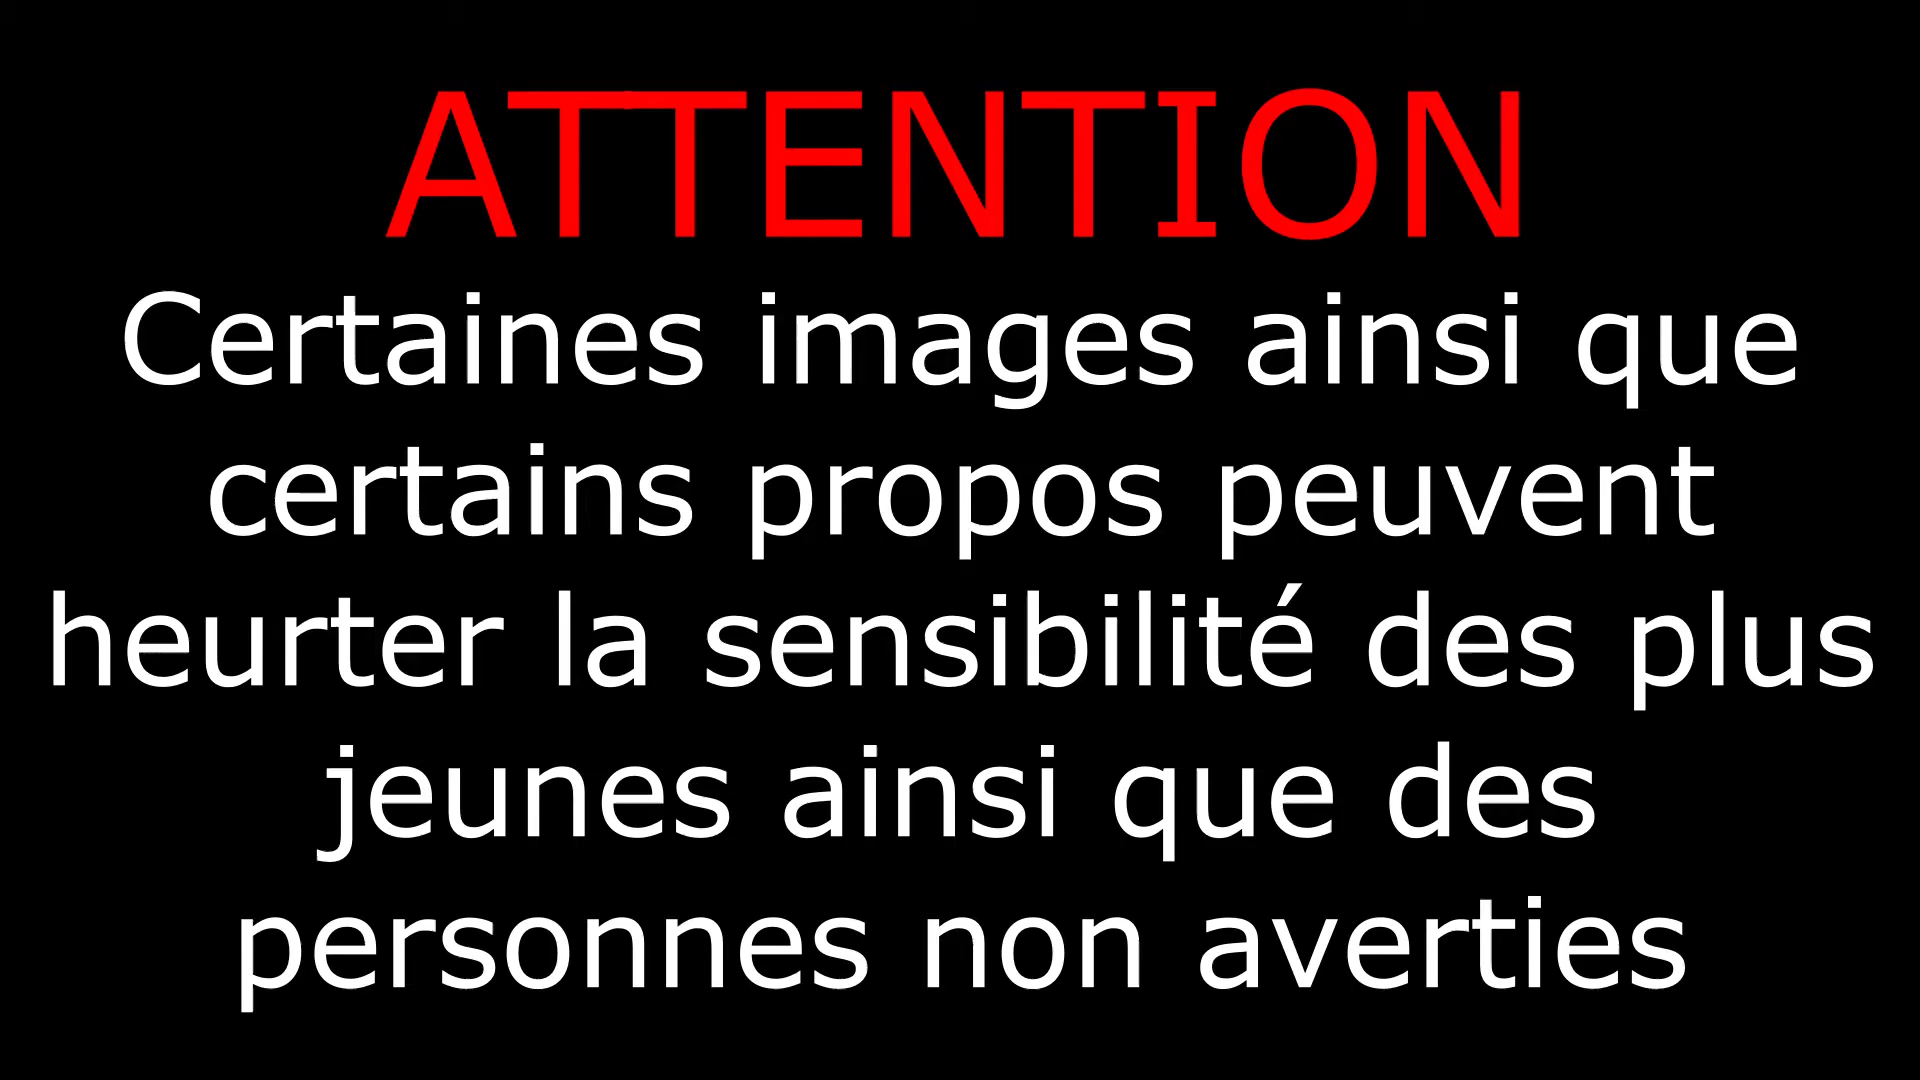 ATTENTION
Certaines images ainsi que
certains propos peuvent
heurter la sensibilité des plus
jeunes ainsi que des
personnes non averties